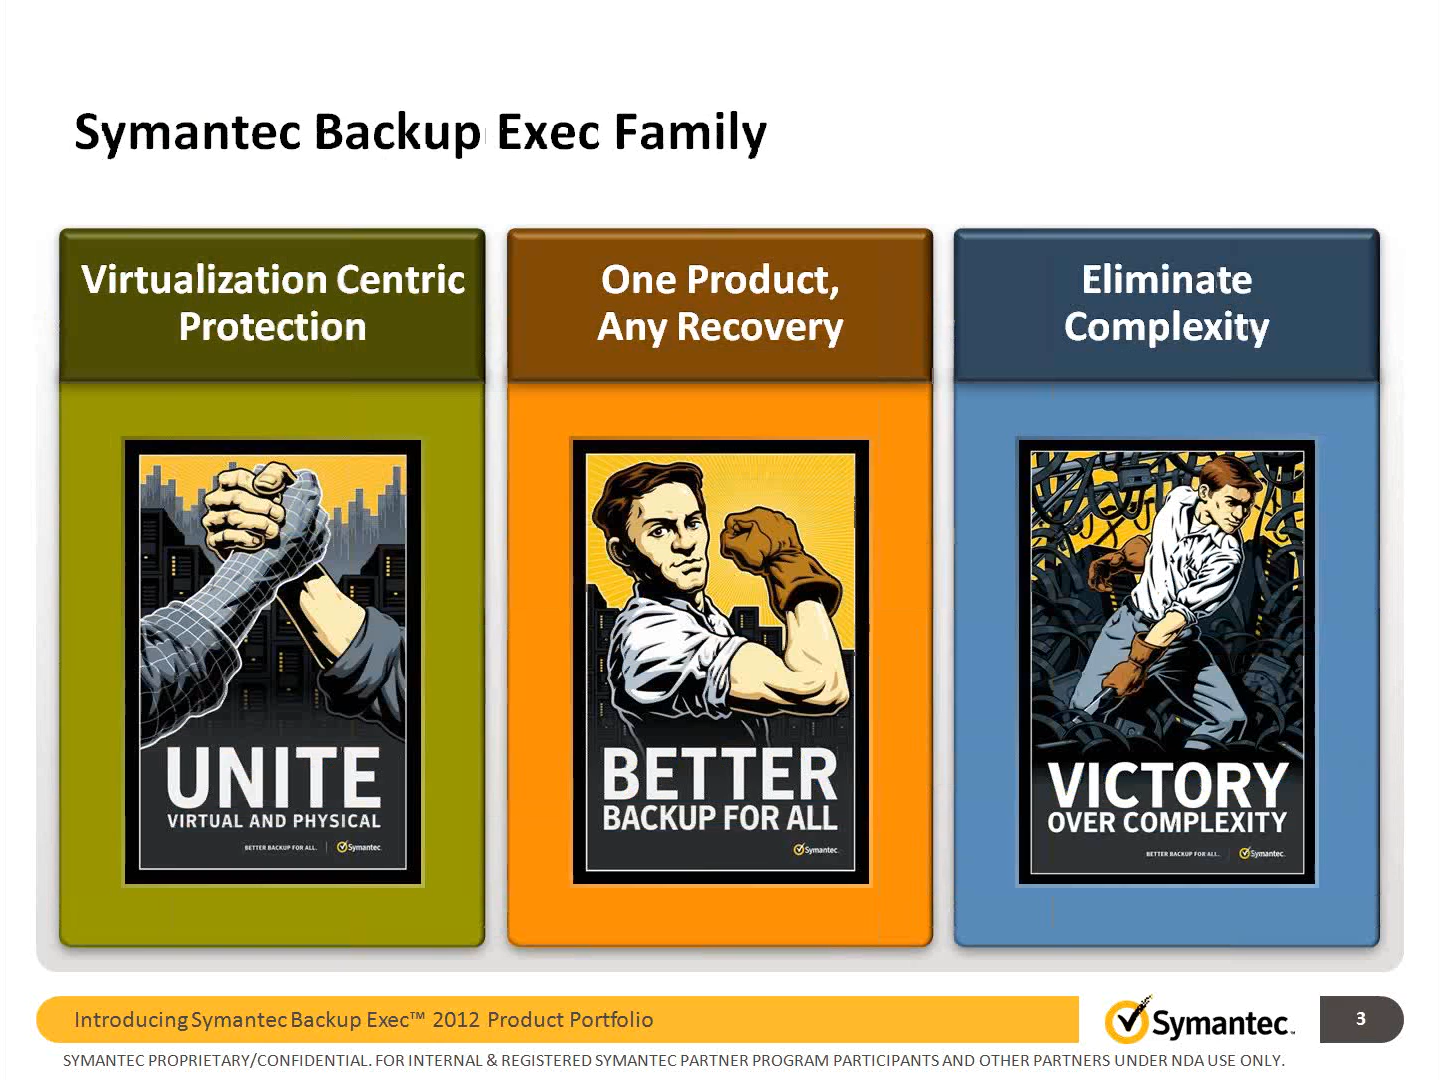 Symantec Backup Exec Family
Virtualization Centric
Protection
One Product,
Any Recovery
Eliminate
Complexity
UNITE
VIRTUAL AND PHYSICAL
BETTER BACKUP FOR ALL.
Symantec.
BETTER
BACKUP FOR ALL
Symantec.
VICTORY
OVER COMPLEXITY
BETTER BACKUP FOR ALL.
Symantec.
Introducing Symantec Backup Exec™ 2012 Product Portfolio
Symantec.
3
SYMANTEC PROPRIETARY/CONFIDENTIAL. FOR INTERNAL & REGISTERED SYMANTEC PARTNER PROGRAM PARTICIPANTS AND OTHER PARTNERS UNDER NDA USE ONLY.